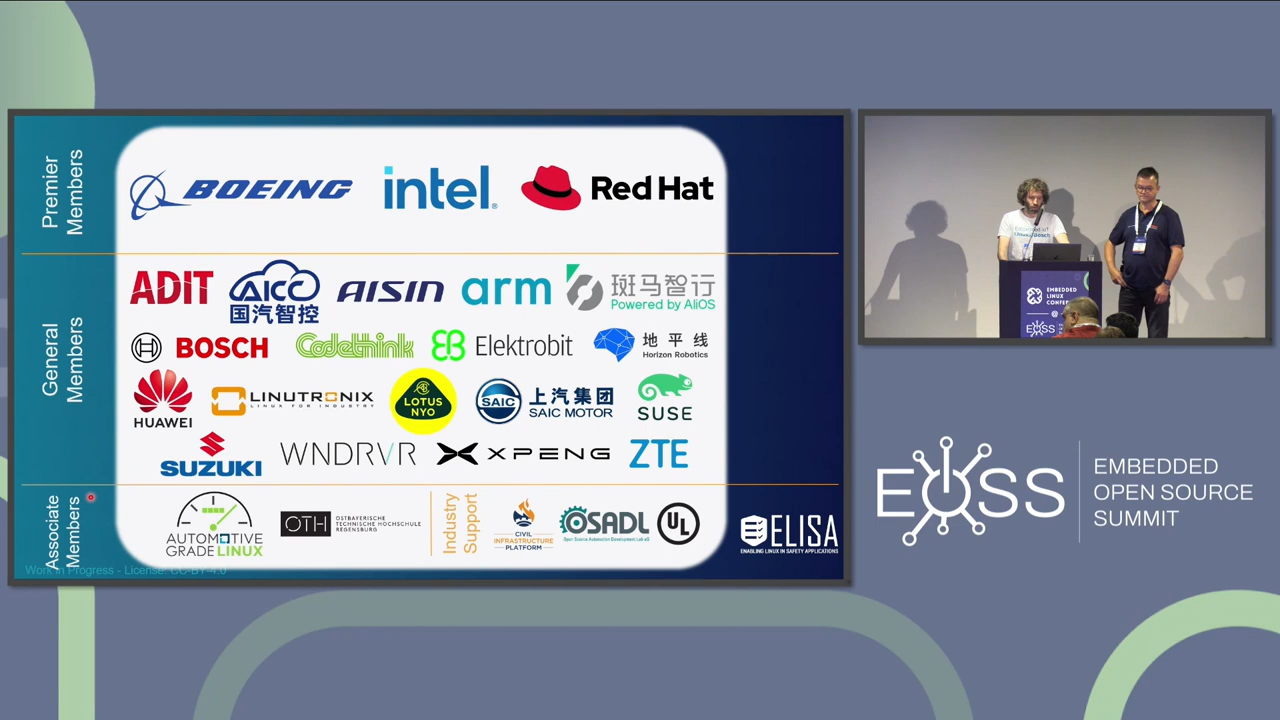 Premier
Members
BOEING
intel®
Red Hat
General
Members
ADIT
AICC
国汽智控
AISIN
arm
斑马智行
Powered by AliOS
BOSCH
Codethink
EB
Elektrobit
地平线
Horizon Robotics
HUAWEI
LINUTRONIX
LINUX FOR INDUSTRY
LOTUS
NYO
SAIC
上汽集团
SAIC MOTOR
SUSE
SUZUKI
WNDRVR
XPENG
ZTE
Associate
Members
AUTOMOTIVE
GRADE LINUX
OTH
OSTBAYERISCHE
TECHNISCHE HOCHSCHULE
REGENSBURG
Industry
Support
CIVIL
INFRASTRUCTURE
PLATFORM
OSADL
Open Source Automation Development Lab eG
UL
ELISA
ENABLING LINUX IN SAFETY APPLICATIONS
Work in Progress - License: CC-BY-4.0
EMBEDDED
LINUX
EOSS
EOSS
EMBEDDED
OPEN SOURCE
SUMMIT